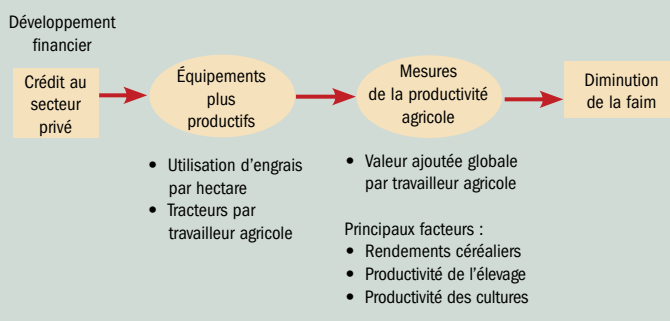 Développement
financier
Crédit au
secteur
privé
Équipements
plus
productifs
• Utilisation d'engrais
par hectare
• Tracteurs par
travailleur agricole
Mesures
de la productivité
agricole
• Valeur ajoutée globale
par travailleur agricole
Principaux facteurs :
• Rendements céréaliers
• Productivité de l'élevage
• Productivité des cultures
Diminution
de la faim